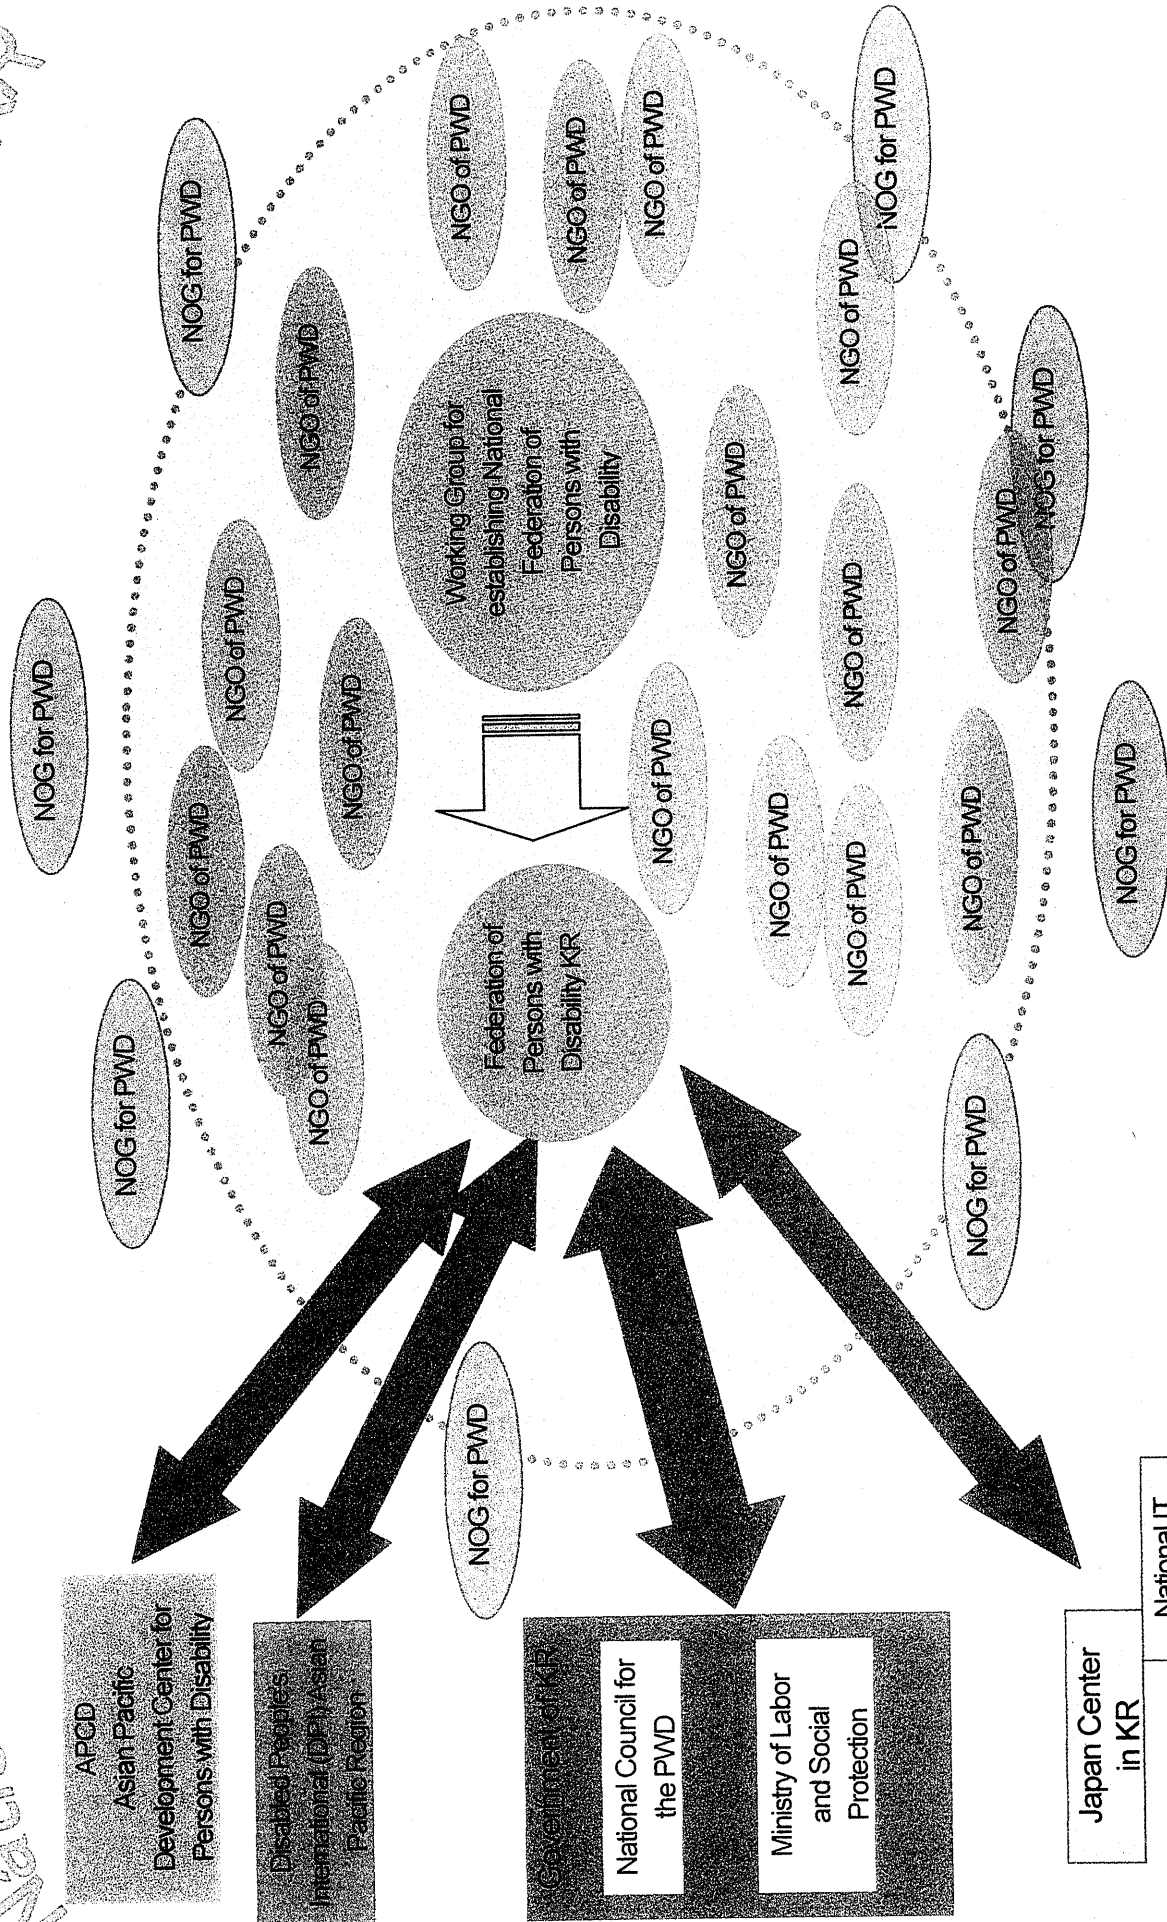 APCD
Asian Pacific
Development Center for
Persons with Disability
Disabled Peoples
International (DPI) Asian
Pacific Region
Government of KR
National Council for
the PWD
Ministry of Labor
and Social
Protection
Japan Center
in KR
National IT
NOG for PWD
NOG for PWD
NOG for PWD
NGO of PWD
NGO of PWD
NGO of PWD
NGO of PWD
NGO of PWD
NGO of PWD
NGO of PWD
NOG for PWD
Federation of
Persons with
Disability KR
Working Group for
establishing National
Federation of
Persons with
Disability
NGO of PWD
NGO of PWD
NGO of PWD
NGO of PWD
NGO of PWD
NGO of PWD
NGO of PWD
NGO of PWD
NOG for PWD
NGO of PWD
NOG for PWD
NGO of PWD
NOG for PWD
NOG for PWD